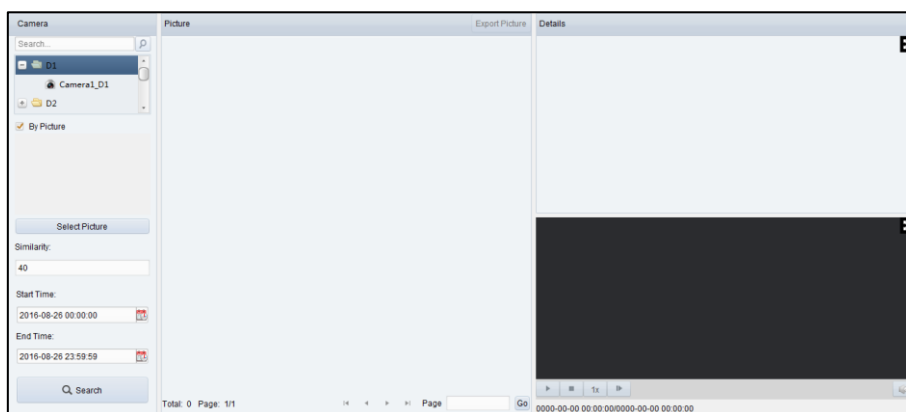 Camera
Search...
D1
Camera1_D1
D2
By Picture
Select Picture
Similarity:
40
Start Time:
2016-08-26 00:00:00
End Time:
2016-08-26 23:59:59
Search
Picture
Export Picture
Total: 0 Page: 1/1
Page
Go
Details
1x
0000-00-00 00:00:00/0000-00-00 00:00:00